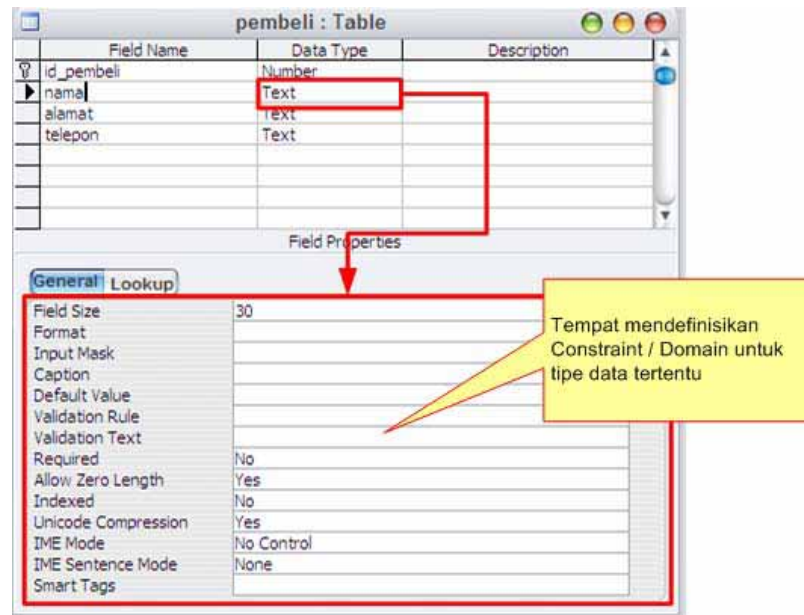 pembeli : Table
Field Name Data Type Description
id_pembeli Number
nama Text
alamat Text
telepon Text
Field Properties
General Lookup
Field Size 30
Format
Input Mask
Caption
Default Value
Validation Rule
Validation Text
Required No
Allow Zero Length Yes
Indexed No
Unicode Compression Yes
IME Mode No Control
IME Sentence Mode None
Smart Tags
Tempat mendefinisikan
Constraint / Domain untuk
tipe data tertentu